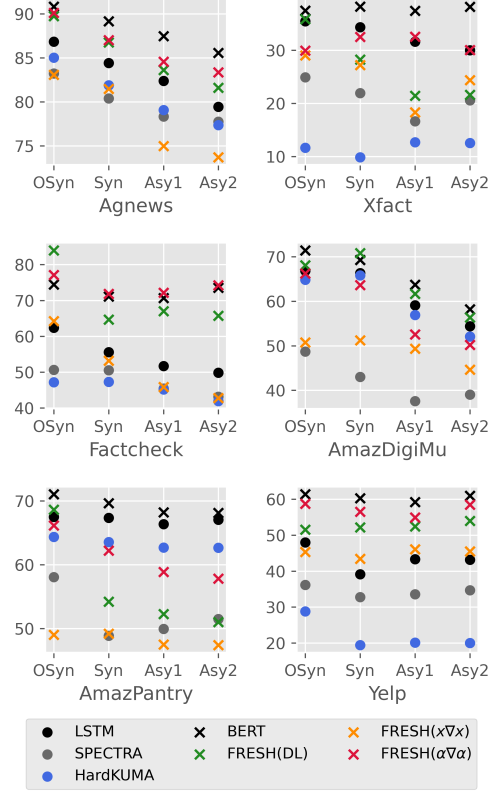 90
85
80
75
OSyn Syn Asy1 Asy2
Agnews
30
20
10
OSyn Syn Asy1 Asy2
Xfact
80
70
60
50
40
OSyn Syn Asy1 Asy2
Factcheck
70
60
50
40
OSyn Syn Asy1 Asy2
AmazDigiMu
70
60
50
OSyn Syn Asy1 Asy2
AmazPantry
60
50
40
30
20
OSyn Syn Asy1 Asy2
Yelp
LSTM
SPECTRA
HardKUMA
BERT
FRESH(DL)
FRESH(x∇x)
FRESH(α∇α)